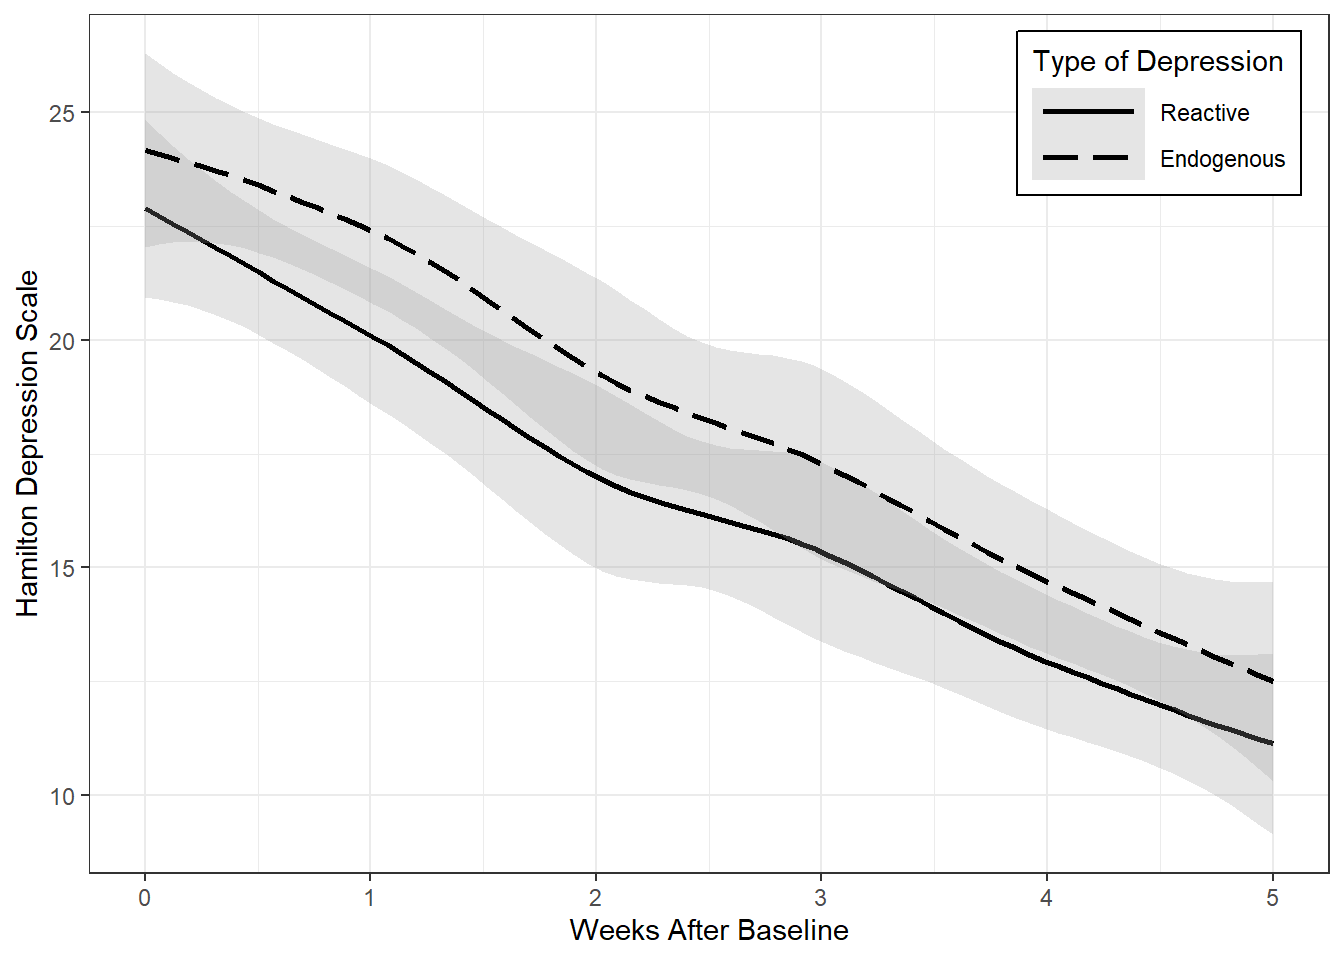 Type of Depression
Reactive
Endogenous
Hamilton Depression Scale
25
20
15
10
0 1 2 3 4 5
Weeks After Baseline